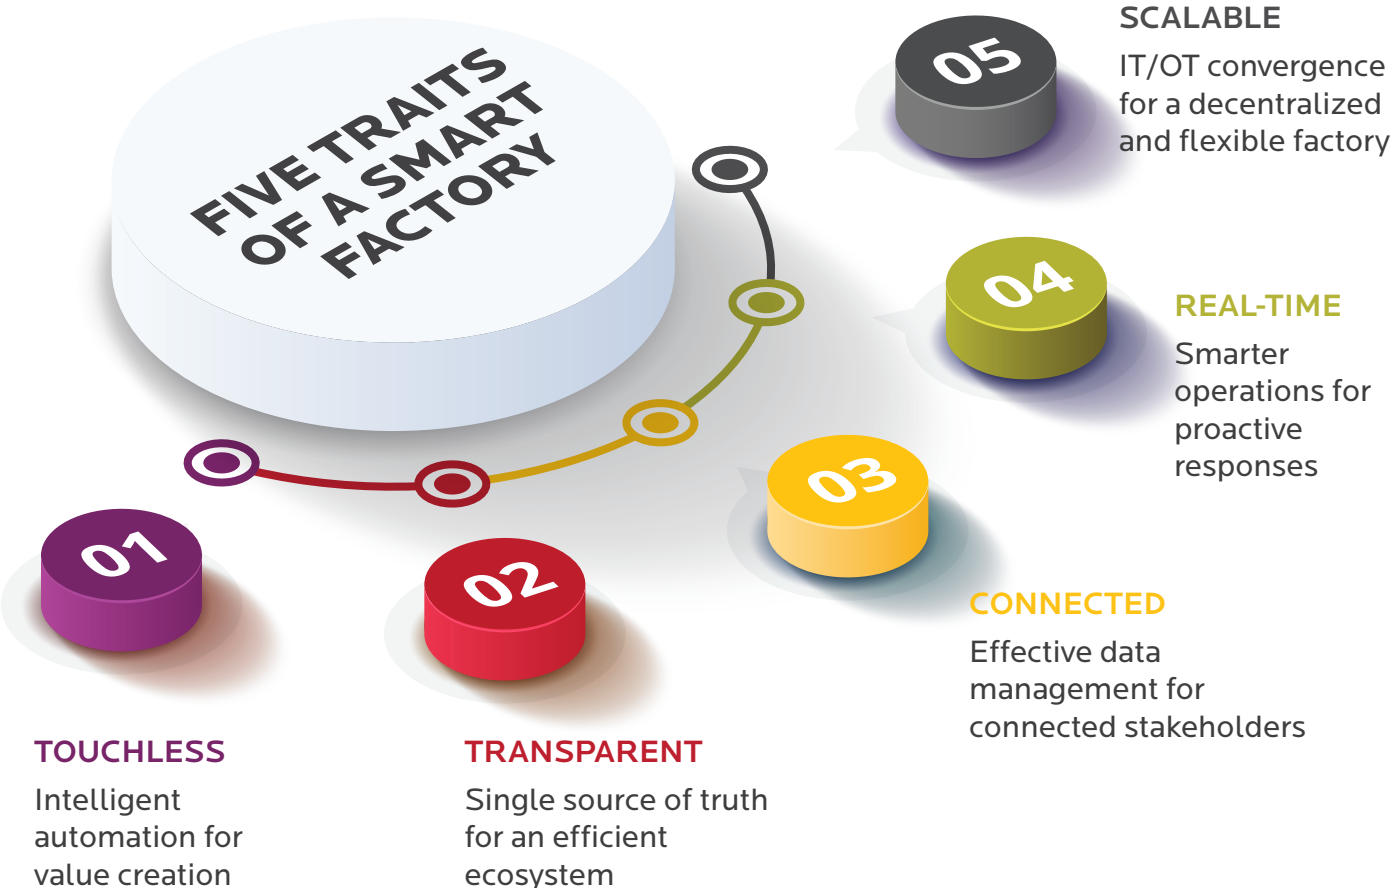 FIVE TRAITS
OF A SMART
FACTORY
01
TOUCHLESS
Intelligent
automation for
value creation
02
TRANSPARENT
Single source of truth
for an efficient
ecosystem
03
CONNECTED
Effective data
management for
connected stakeholders
04
REAL-TIME
Smarter
operations for
proactive
responses
05
SCALABLE
IT/OT convergence
for a decentralized
and flexible factory